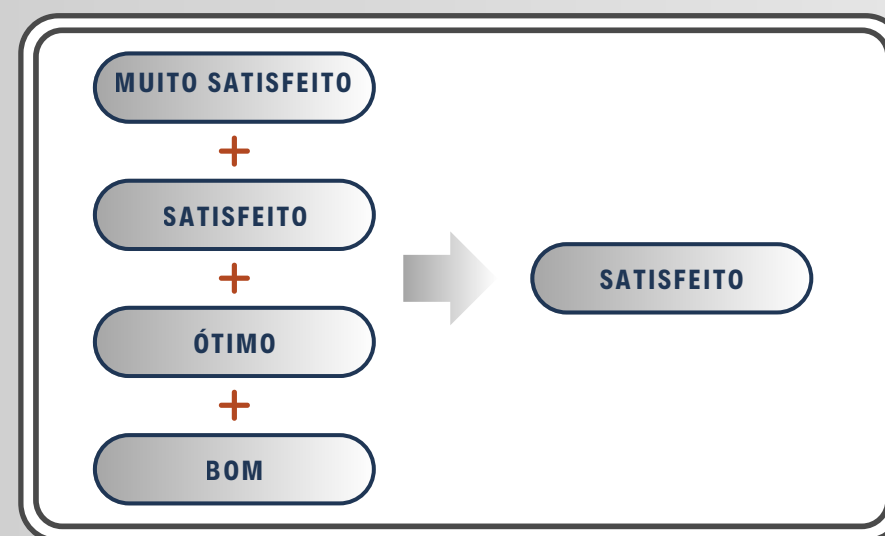 MUITO SATISFEITO
+
SATISFEITO
+
ÓTIMO
+
BOM
SATISFEITO